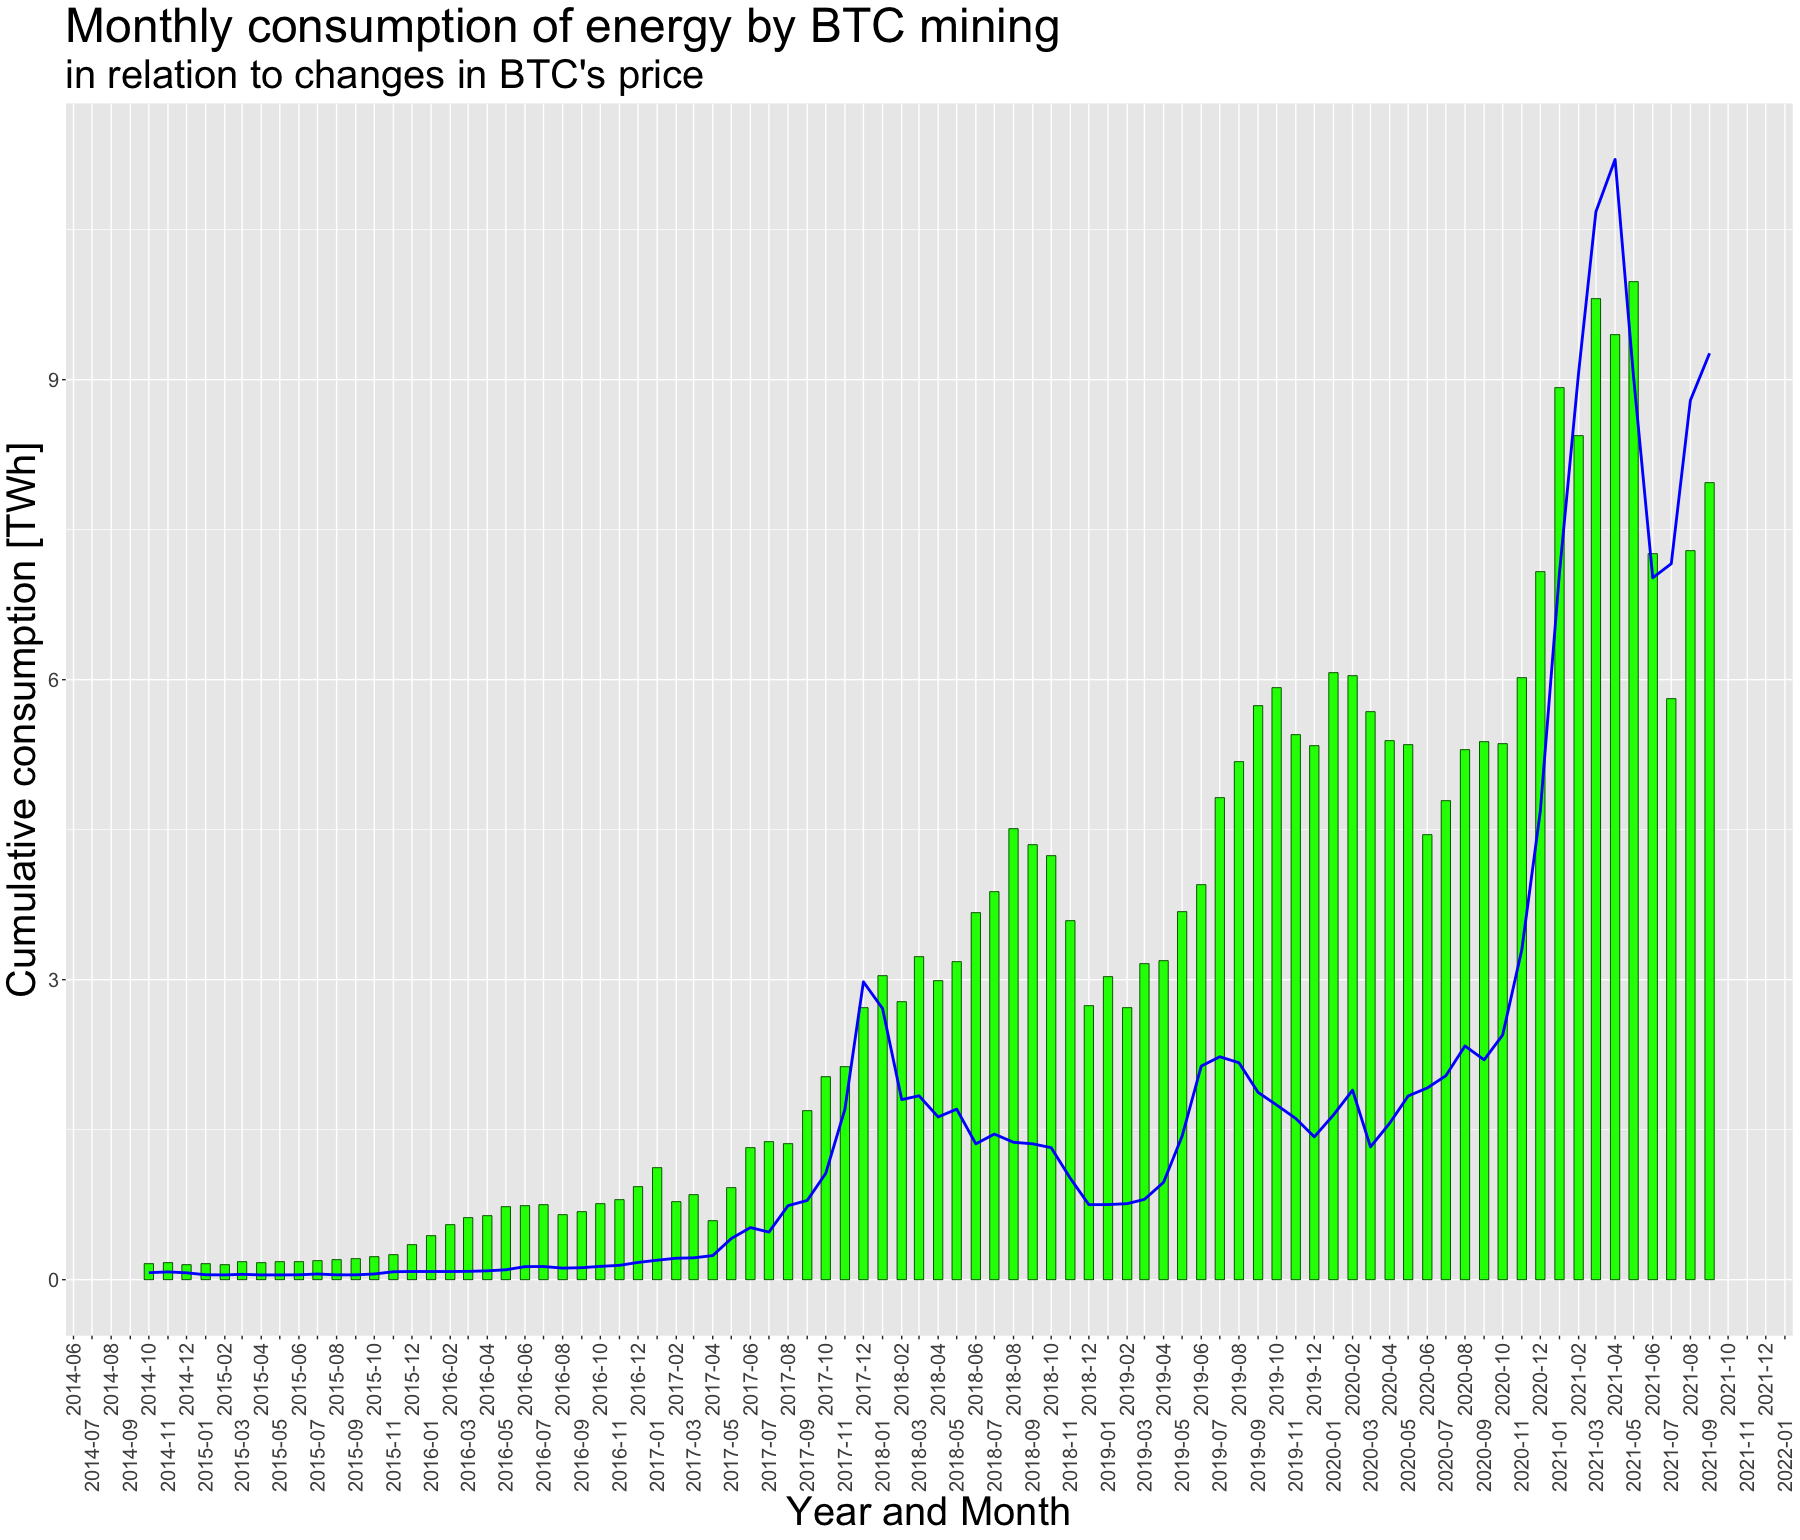 Monthly consumption of energy by BTC mining
in relation to changes in BTC's price
Cumulative consumption [TWh]
9
6
3
0
2014-06 2014-08 2014-10 2014-12 2015-02 2015-04 2015-06 2015-08 2015-10 2015-12 2016-02 2016-04 2016-06 2016-08 2016-10 2016-12 2017-02 2017-04 2017-06 2017-08 2017-10 2017-12 2018-02 2018-04 2018-06 2018-08 2018-10 2018-12 2019-02 2019-04 2019-06 2019-08 2019-10 2019-12 2020-02 2020-04 2020-06 2020-08 2020-10 2020-12 2021-02 2021-04 2021-06 2021-08 2021-10 2021-12
2014-07 2014-09 2014-11 2015-01 2015-03 2015-05 2015-07 2015-09 2015-11 2016-01 2016-03 2016-05 2016-07 2016-09 2016-11 2017-01 2017-03 2017-05 2017-07 2017-09 2017-11 2018-01 2018-03 2018-05 2018-07 2018-09 2018-11 2019-01 2019-03 2019-05 2019-07 2019-09 2019-11 2020-01 2020-03 2020-05 2020-07 2020-09 2020-11 2021-01 2021-03 2021-05 2021-07 2021-09 2021-11 2022-01
Year and Month